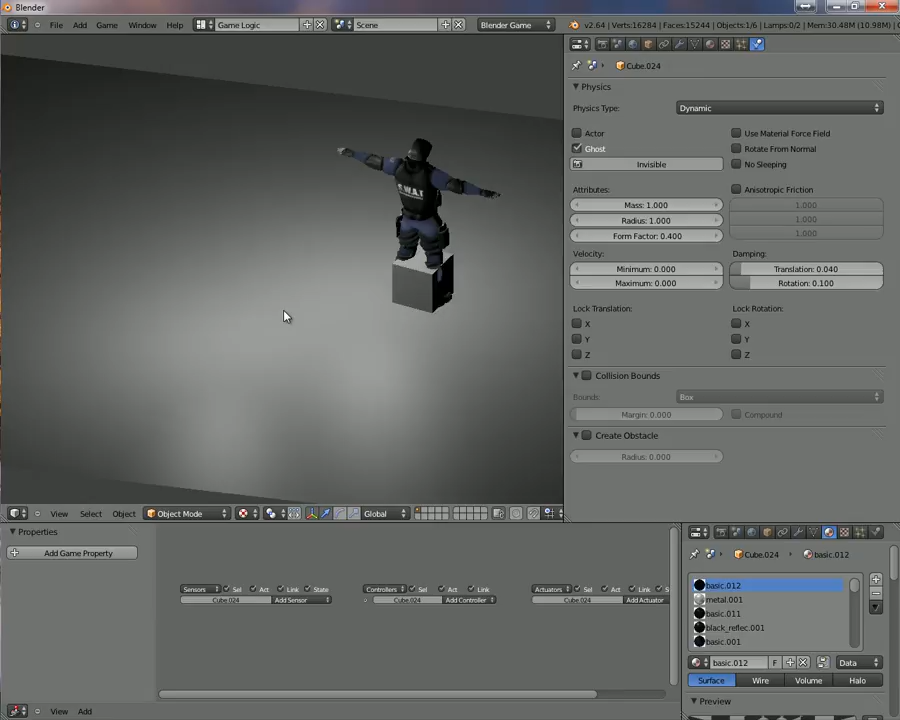 Blender
File Add Game Window Help Game Logic Scene Blender Game v2.64 | Verts:16284 | Faces:15244 | Objects:1/6 | Lamps:0/2 | Mem:30.48M (10.98M)
Cube.024
Physics
Physics Type: Dynamic
Actor Use Material Force Field
Ghost Rotate From Normal
Invisible No Sleeping
Attributes: Anisotropic Friction
Mass: 1.000 1.000
Radius: 1.000 1.000
Form Factor: 0.400 1.000
Velocity: Damping:
Minimum: 0.000 Translation: 0.040
Maximum: 0.000 Rotation: 0.100
Lock Translation: Lock Rotation:
X X
Y Y
Z Z
Collision Bounds
Bounds: Box
Margin: 0.000 Compound
Create Obstacle
Radius: 0.000
S.W.A.T
View Select Object Object Mode Global
Properties
Add Game Property
Sensors Sel Act Link State Controllers Sel Act Link Actuators Sel Act Link S
Cube.024 Add Sensor Cube.024 Add Controller Cube.024 Add Actuator
View Add
Cube.024 basic.012
basic.012
metal.001
basic.011
black_reflec.001
basic.001
basic.012 F Data
Surface Wire Volume Halo
Preview